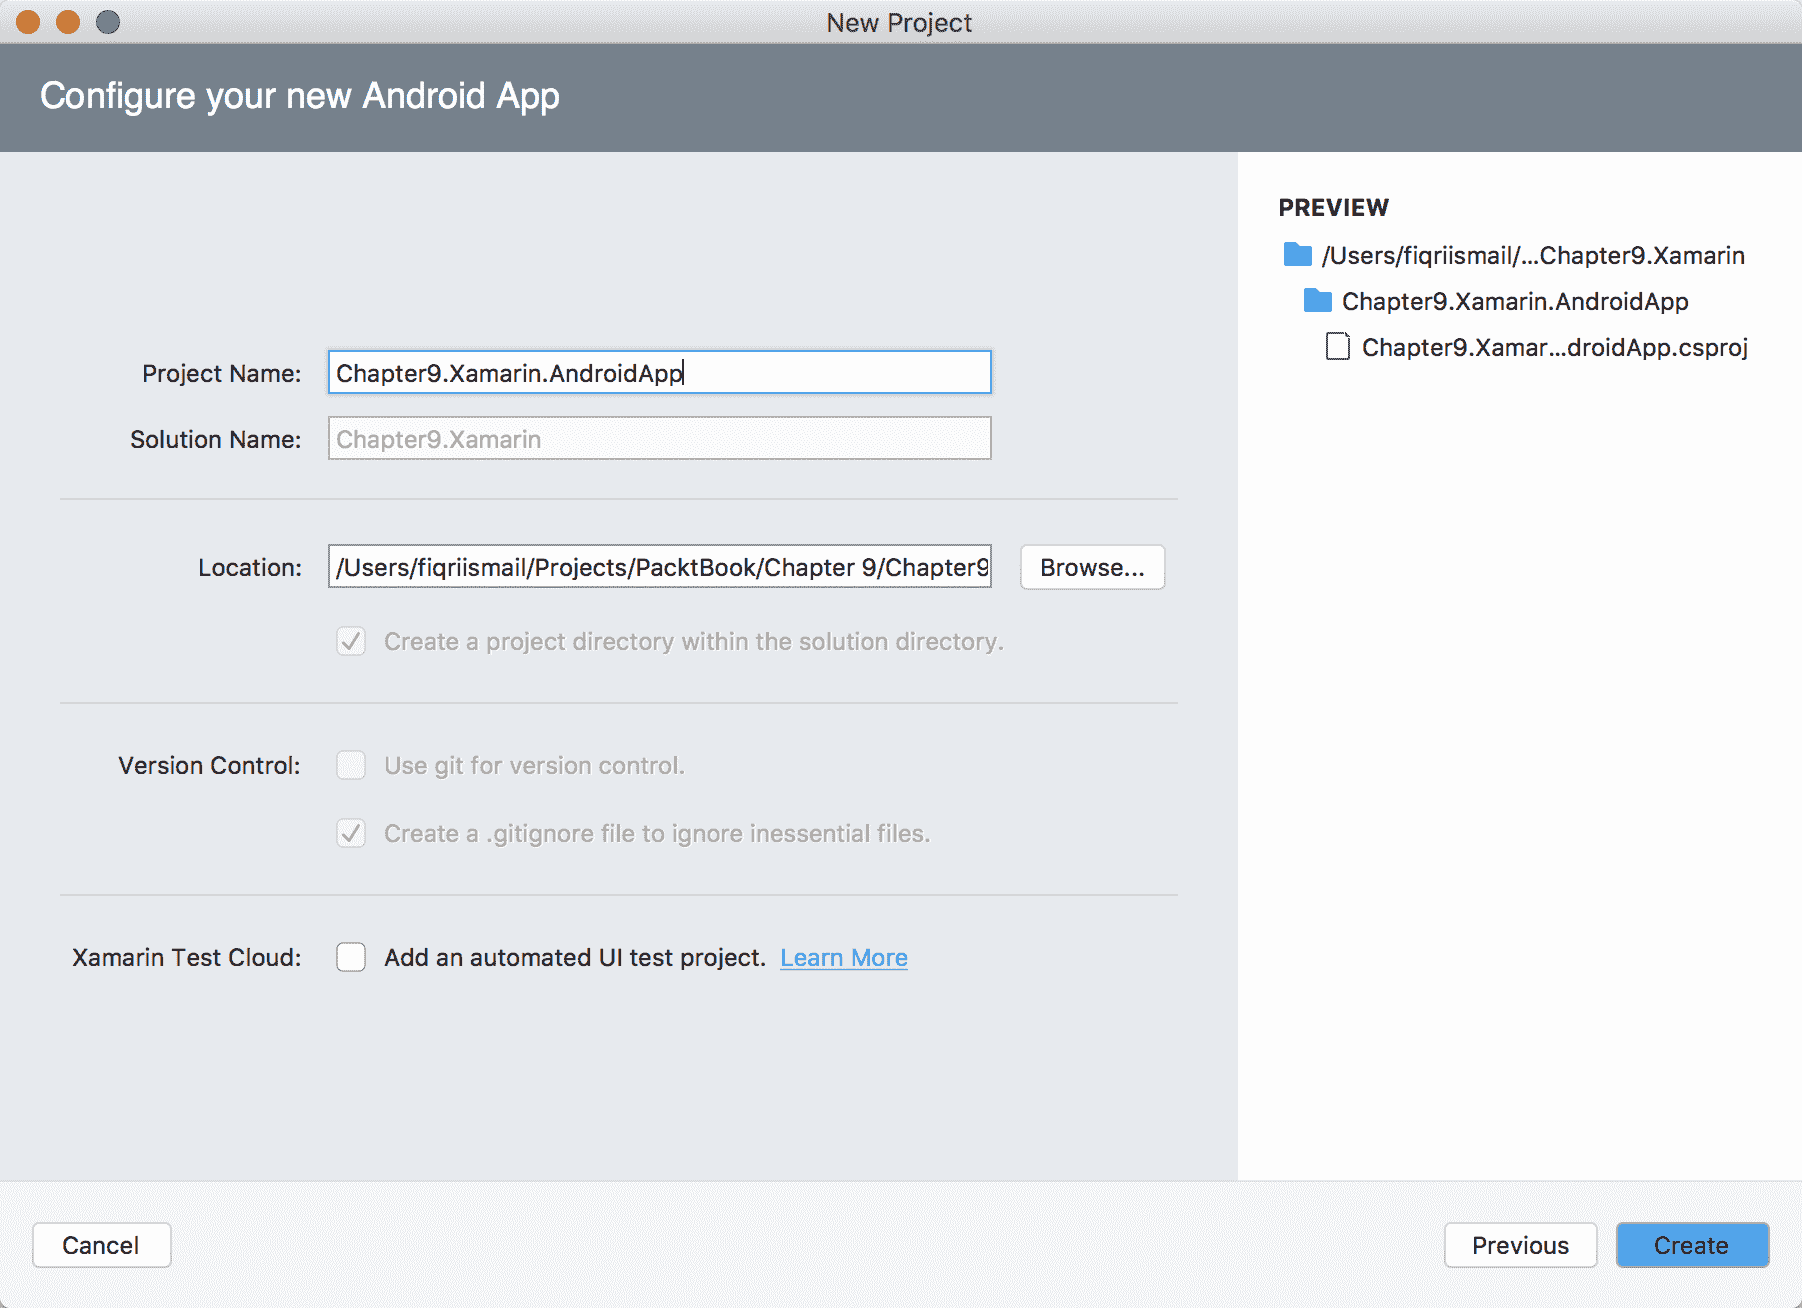 New Project
Configure your new Android App
Project Name: Chapter9.Xamarin.AndroidApp
Solution Name: Chapter9.Xamarin
Location: /Users/fiqriismail/Projects/PacktBook/Chapter 9/Chapter9 Browse...
Create a project directory within the solution directory.
Version Control: Use git for version control.
Create a .gitignore file to ignore inessential files.
Xamarin Test Cloud: Add an automated UI test project. Learn More
PREVIEW
/Users/fiqriismail/...Chapter9.Xamarin
Chapter9.Xamarin.AndroidApp
Chapter9.Xamar...droidApp.csproj
Cancel Previous Create